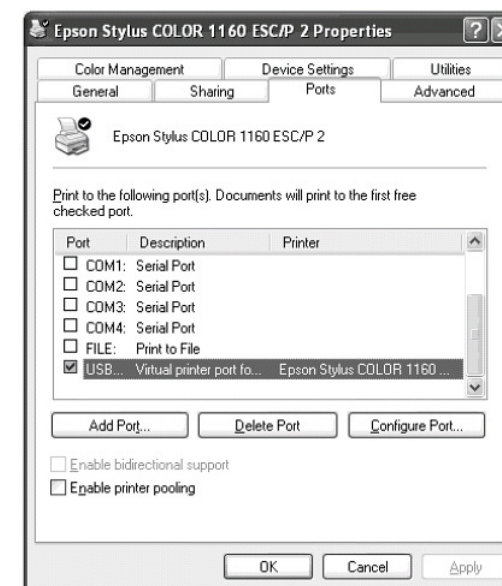 Epson Stylus COLOR 1160 ESC/P 2 Properties
Color Management Device Settings Utilities
General Sharing Ports Advanced
Epson Stylus COLOR 1160 ESC/P 2
Print to the following port(s). Documents will print to the first free
checked port.
Port Description Printer
COM1: Serial Port
COM2: Serial Port
COM3: Serial Port
COM4: Serial Port
FILE: Print to File
USB... Virtual printer port fo... Epson Stylus COLOR 1160 ...
Add Port... Delete Port Configure Port...
Enable bidirectional support
Enable printer pooling
OK Cancel Apply